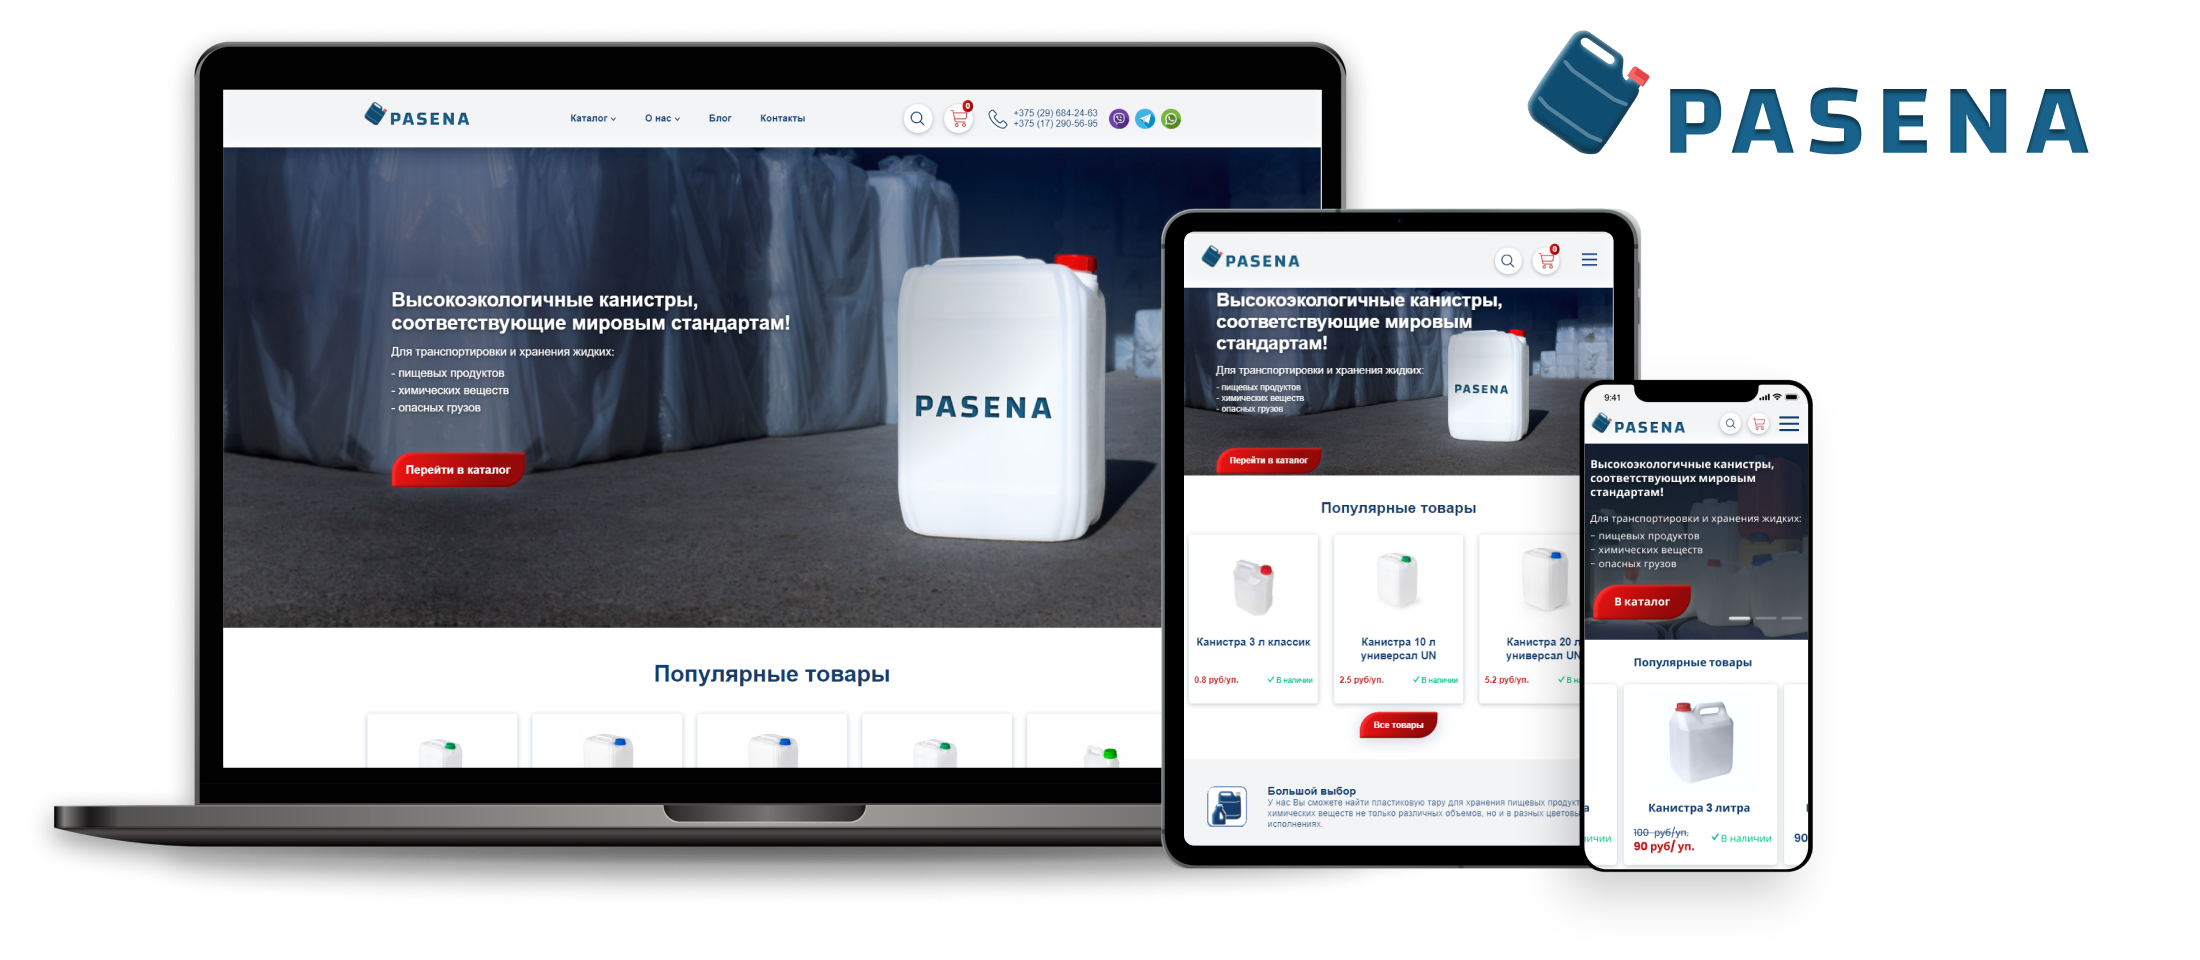 PASENA
PASENA
Каталог
О нас
Блог
Контакты
0
+375 (29) 684-24-63
+375 (17) 290-56-95
Высокоэкологичные канистры,
соответствующие мировым стандартам!
Для транспортировки и хранения жидких:
- пищевых продуктов
- химических веществ
- опасных грузов
Перейти в каталог
PASENA
Популярные товары
PASENA
0
Высокоэкологичные канистры,
соответствующие мировым
стандартам!
Для транспортировки и хранения жидких:
- пищевых продуктов
- химических веществ
- опасных грузов
PASENA
Перейти в каталог
Популярные товары
Канистра 3 л классик
0.8 руб/уп.
В наличии
Канистра 10 л
универсал UN
2.5 руб/уп.
В наличии
Канистра 20 л
универсал UN
5.2 руб/уп.
Все товары
Большой выбор
У нас Вы сможете найти пластиковую тару для хранения пищевых
химических веществ не только различных объемов, но и в разных
исполнениях.
9:41
PASENA
Высокоэкологичные канистры,
соответствующих мировым
стандартам!
Для транспортировки и хранения жидких:
– пищевых продуктов
– химических веществ
– опасных грузов
В каталог
Популярные товары
Канистра 3 литра
100 руб/уп.
90 руб/ уп.
В наличии
90